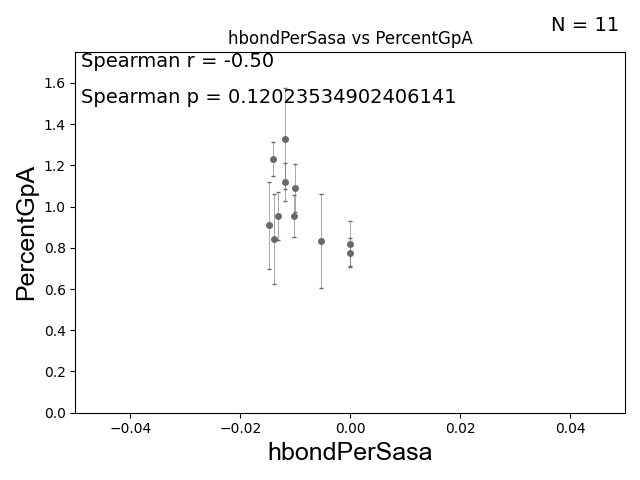 N = 11
hbondPerSasa vs PercentGpA
Spearman r = -0.50
Spearman p = 0.12023534902406141
PercentGpA
1.6
1.4
1.2
1.0
0.8
0.6
0.4
0.2
0.0
−0.04 −0.02 0.00 0.02 0.04
hbondPerSasa